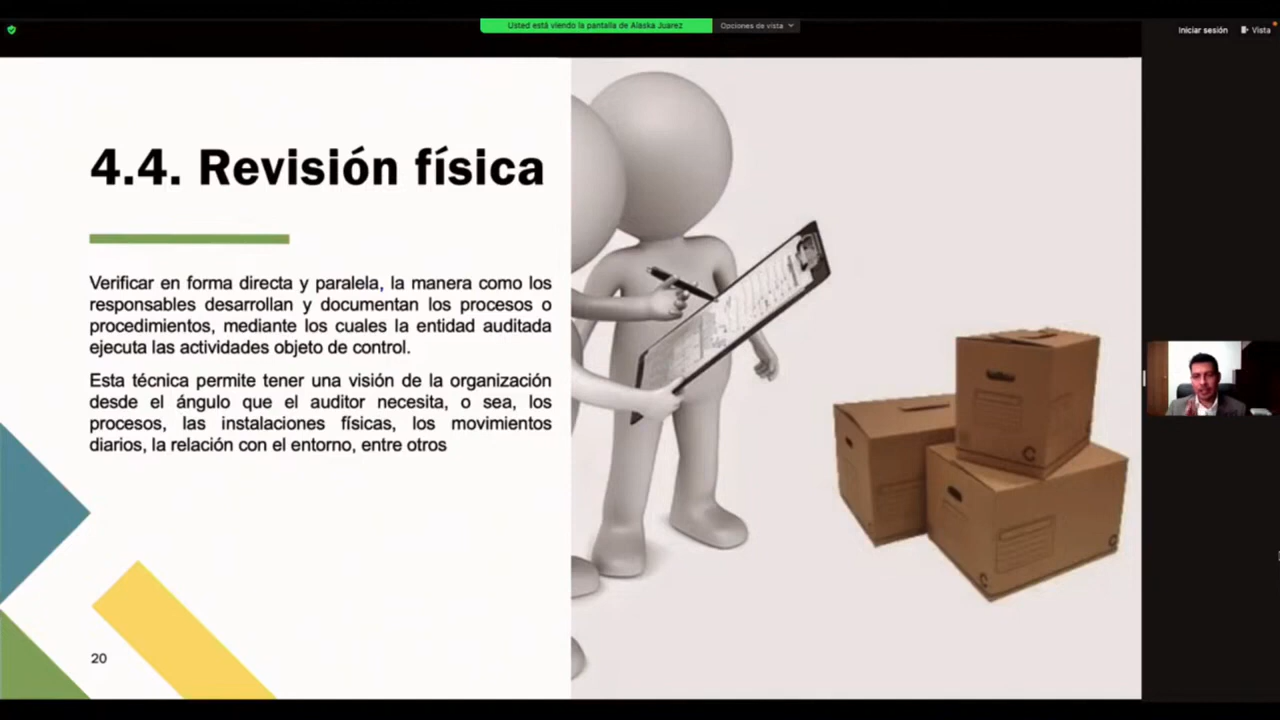 Usted está viendo la pantalla de Alaska Juarez
Opciones de vista
Iniciar sesión
Vista
4.4. Revisión física
Verificar en forma directa y paralela, la manera como los
responsables desarrollan y documentan los procesos o
procedimientos, mediante los cuales la entidad auditada
ejecuta las actividades objeto de control.
Esta técnica permite tener una visión de la organización
desde el ángulo que el auditor necesita, o sea, los
procesos, las instalaciones físicas, los movimientos
diarios, la relación con el entorno, entre otros
20